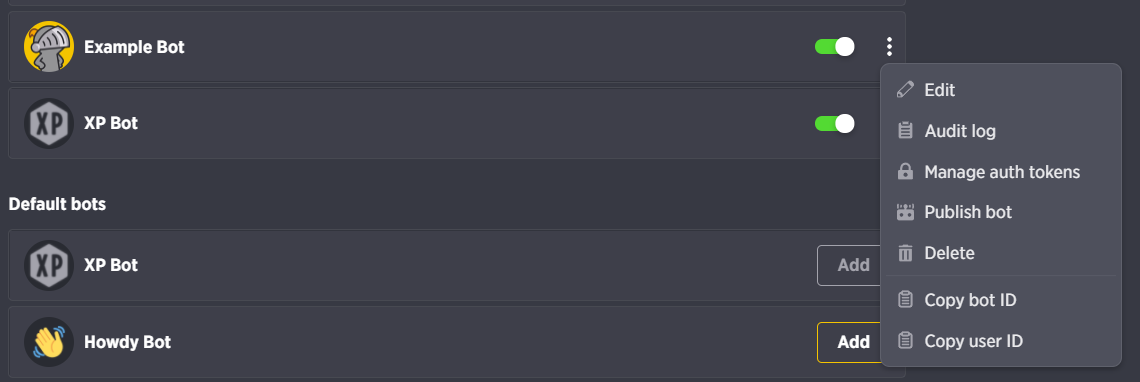 Example Bot
XP
XP Bot
Default bots
XP
XP Bot
Add
Howdy Bot
Add
Edit
Audit log
Manage auth tokens
Publish bot
Delete
Copy bot ID
Copy user ID